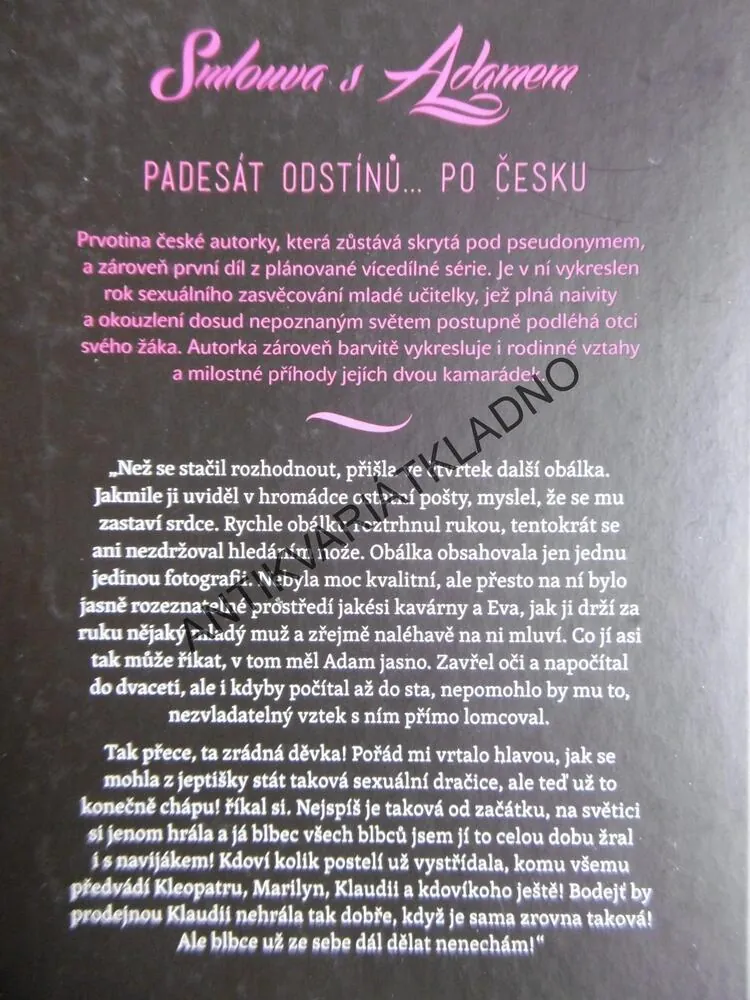 Smlouva s Adamem
PADESÁT ODSTÍNŮ... PO ČESKU
Prvotina české autorky, která zůstává skrytá pod pseudonymem,
a zároveň první díl z plánované vícedílné série. Je v ní vykreslen
rok sexuálního zasvěcování mladé učitelky, jež plná naivity
a okouzlení dosud nepoznaným světem postupně podléhá otci
svého žáka. Autorka zároveň barvitě vykresluje i rodinné vztahy
a milostné příhody jejích dvou kamarádek.
„Než se stačil rozhodnout, přišla ve čtvrtek další obálka.
Jakmile ji uviděl v hromádce ostatní pošty, myslel, že se mu
zastaví srdce. Rychle obálku roztrhnul rukou, tentokrát se
ani nezdržoval hledáním nože. Obálka obsahovala jen jednu
jedinou fotografii. Nebyla moc kvalitní, ale přesto na ní bylo
jasně rozeznatelné prostředí jakési kavárny a Eva, jak ji drží za
ruku nějaký mladý muž a zřejmě naléhavě na ni mluví. Co jí asi
tak může říkat, v tom měl Adam jasno. Zavřel oči a napočítal
do dvaceti, ale i kdyby počítal až do sta, nepomohlo by mu to,
nezvladatelný vztek s ním přímo lomcoval.
Tak přece, ta zrádná děvka! Pořád mi vrtalo hlavou, jak se
mohla z jeptišky stát taková sexuální dračice, ale teď už to
konečně chápu! říkal si. Nejspíš je taková od začátku, na světici
si jenom hrála a já blbec všech blbců jsem jí to celou dobu žral
i s navijákem! Kdoví kolik postelí už vystřídala, komu všemu
předvádí Kleopatru, Marilyn, Klaudii a kdovíkoho ještě! Bodejť by
prodejnou Klaudii nehrála tak dobře, když je sama zrovna taková!
Ale blbce už ze sebe dál dělat nenechám!“
ANTIKVARIÁTKLADNO